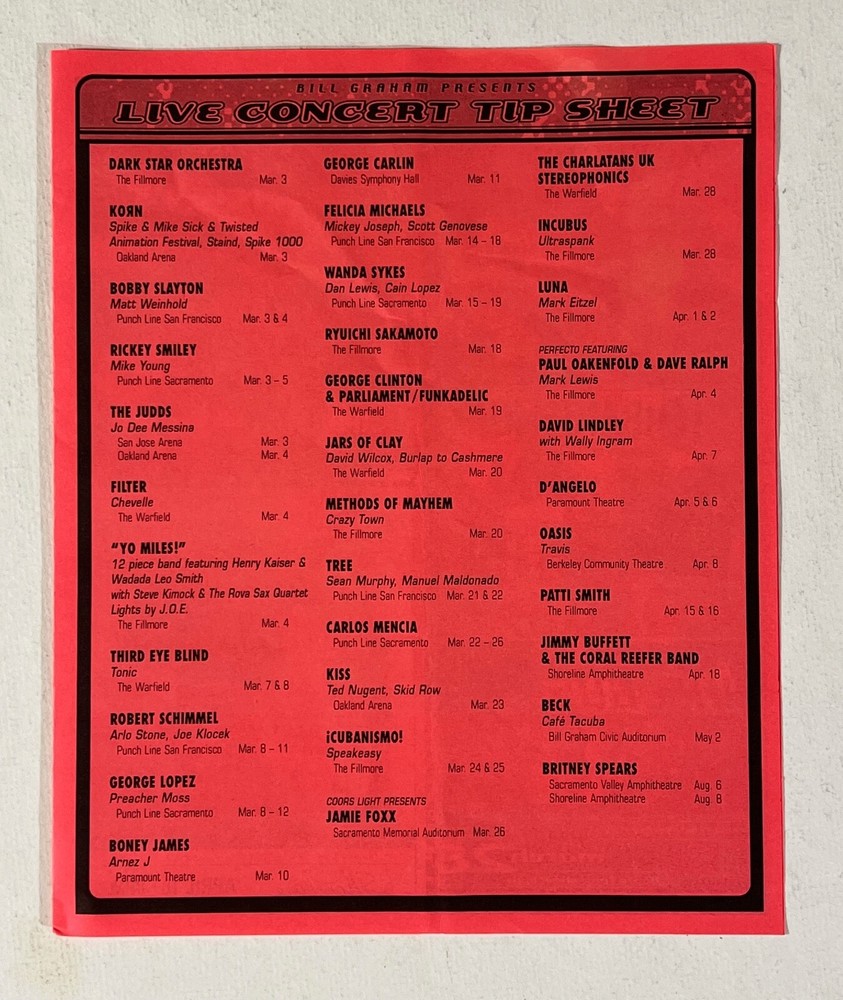 BILL GRAHAM PRESENTS
LIVE CONCERT TIP SHEET
DARK STAR ORCHESTRA
The Fillmore Mar. 3
KOЯN
Spike & Mike Sick & Twisted
Animation Festival, Staind, Spike 1000
Oakland Arena Mar. 3
BOBBY SLAYTON
Matt Weinhold
Punch Line San Francisco Mar. 3 & 4
RICKEY SMILEY
Mike Young
Punch Line Sacramento Mar. 3 – 5
THE JUDDS
Jo Dee Messina
San Jose Arena Mar. 3
Oakland Arena Mar. 4
FILTER
Chevelle
The Warfield Mar. 4
"YO MILES!"
12 piece band featuring Henry Kaiser &
Wadada Leo Smith
with Steve Kimock & The Rova Sax Quartet
Lights by J.O.E.
The Fillmore Mar. 4
THIRD EYE BLIND
Tonic
The Warfield Mar. 7 & 8
ROBERT SCHIMMEL
Arlo Stone, Joe Klocek
Punch Line San Francisco Mar. 8 – 11
GEORGE LOPEZ
Preacher Moss
Punch Line Sacramento Mar. 8 – 12
BONEY JAMES
Arnez J
Paramount Theatre Mar. 10
GEORGE CARLIN
Davies Symphony Hall Mar. 11
FELICIA MICHAELS
Mickey Joseph, Scott Genovese
Punch Line San Francisco Mar. 14 – 18
WANDA SYKES
Dan Lewis, Cain Lopez
Punch Line Sacramento Mar. 15 – 19
RYUICHI SAKAMOTO
The Fillmore Mar. 18
GEORGE CLINTON
& PARLIAMENT/FUNKADELIC
The Warfield Mar. 19
JARS OF CLAY
David Wilcox, Burlap to Cashmere
The Warfield Mar. 20
METHODS OF MAYHEM
Crazy Town
The Fillmore Mar. 20
TREE
Sean Murphy, Manuel Maldonado
Punch Line San Francisco Mar. 21 & 22
CARLOS MENCIA
Punch Line Sacramento Mar. 22 – 26
KISS
Ted Nugent, Skid Row
Oakland Arena Mar. 23
¡CUBANISMO!
Speakeasy
The Fillmore Mar. 24 & 25
COORS LIGHT PRESENTS
JAMIE FOXX
Sacramento Memorial Auditorium Mar. 26
THE CHARLATANS UK
STEREOPHONICS
The Warfield Mar. 28
INCUBUS
Ultraspank
The Fillmore Mar. 28
LUNA
Mark Eitzel
The Fillmore Apr. 1 & 2
PERFECTO FEATURING
PAUL OAKENFOLD & DAVE RALPH
Mark Lewis
The Fillmore Apr. 4
DAVID LINDLEY
with Wally Ingram
The Fillmore Apr. 7
D'ANGELO
Paramount Theatre Apr. 5 & 6
OASIS
Travis
Berkeley Community Theatre Apr. 8
PATTI SMITH
The Fillmore Apr. 15 & 16
JIMMY BUFFETT
& THE CORAL REEFER BAND
Shoreline Amphitheatre Apr. 18
BECK
Café Tacuba
Bill Graham Civic Auditorium May 2
BRITNEY SPEARS
Sacramento Valley Amphitheatre Aug. 6
Shoreline Amphitheatre Aug. 8